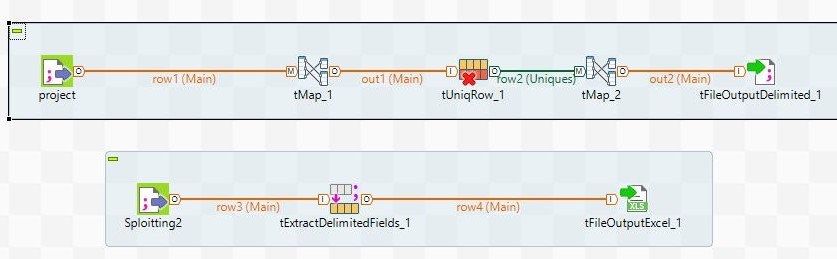 row1 (Main)
out1 (Main)
row2 (Uniques)
out2 (Main)
project
tMap_1
tUniqRow_1
tMap_2
tFileOutputDelimited_1
row3 (Main)
row4 (Main)
XLS
Sploitting2
tExtractDelimitedFields_1
tFileOutputExcel_1